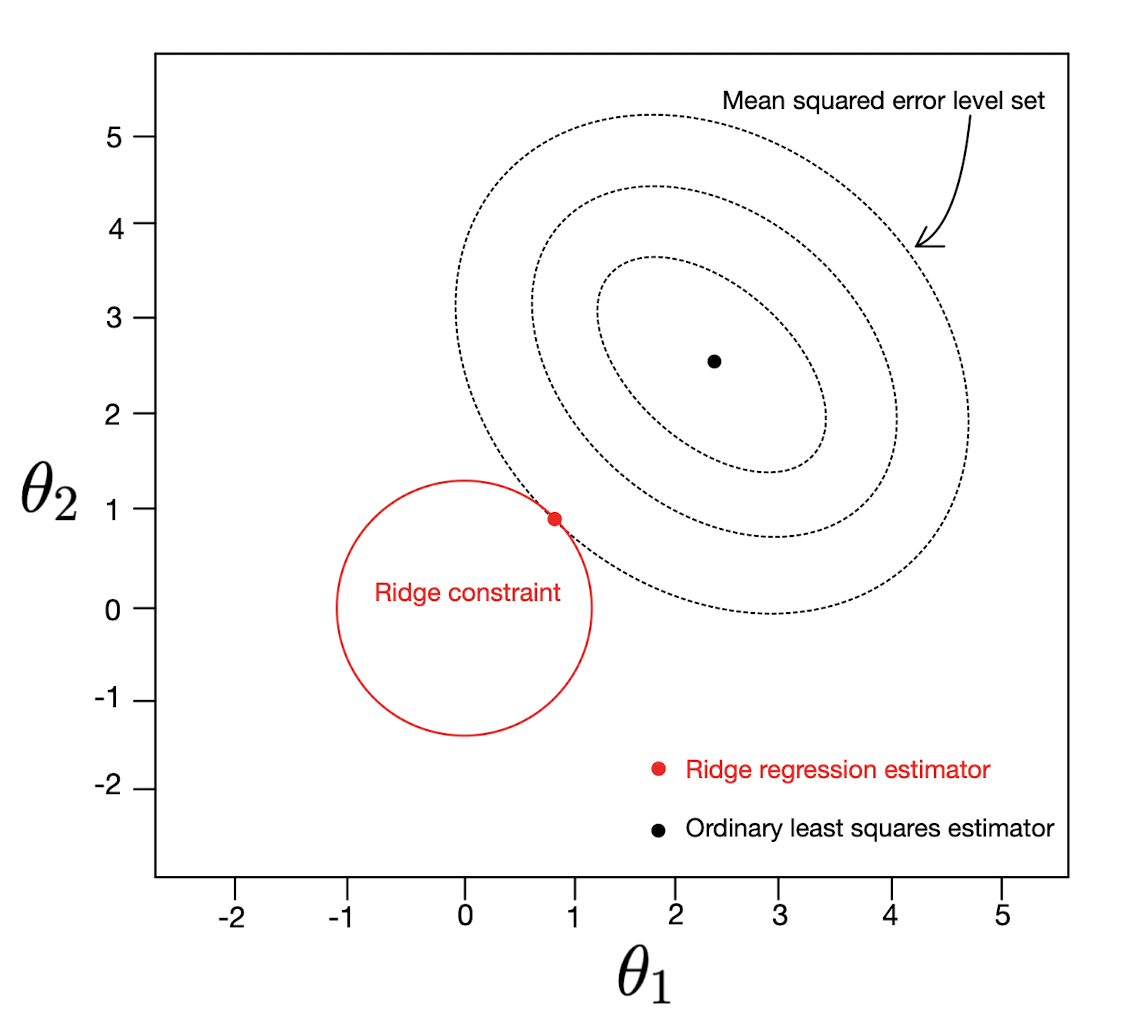 Mean squared error level set
5
4
3
2
1
0
-1
-2
θ2
Ridge constraint
Ridge regression estimator
Ordinary least squares estimator
-2 -1 0 1 2 3 4 5
θ1